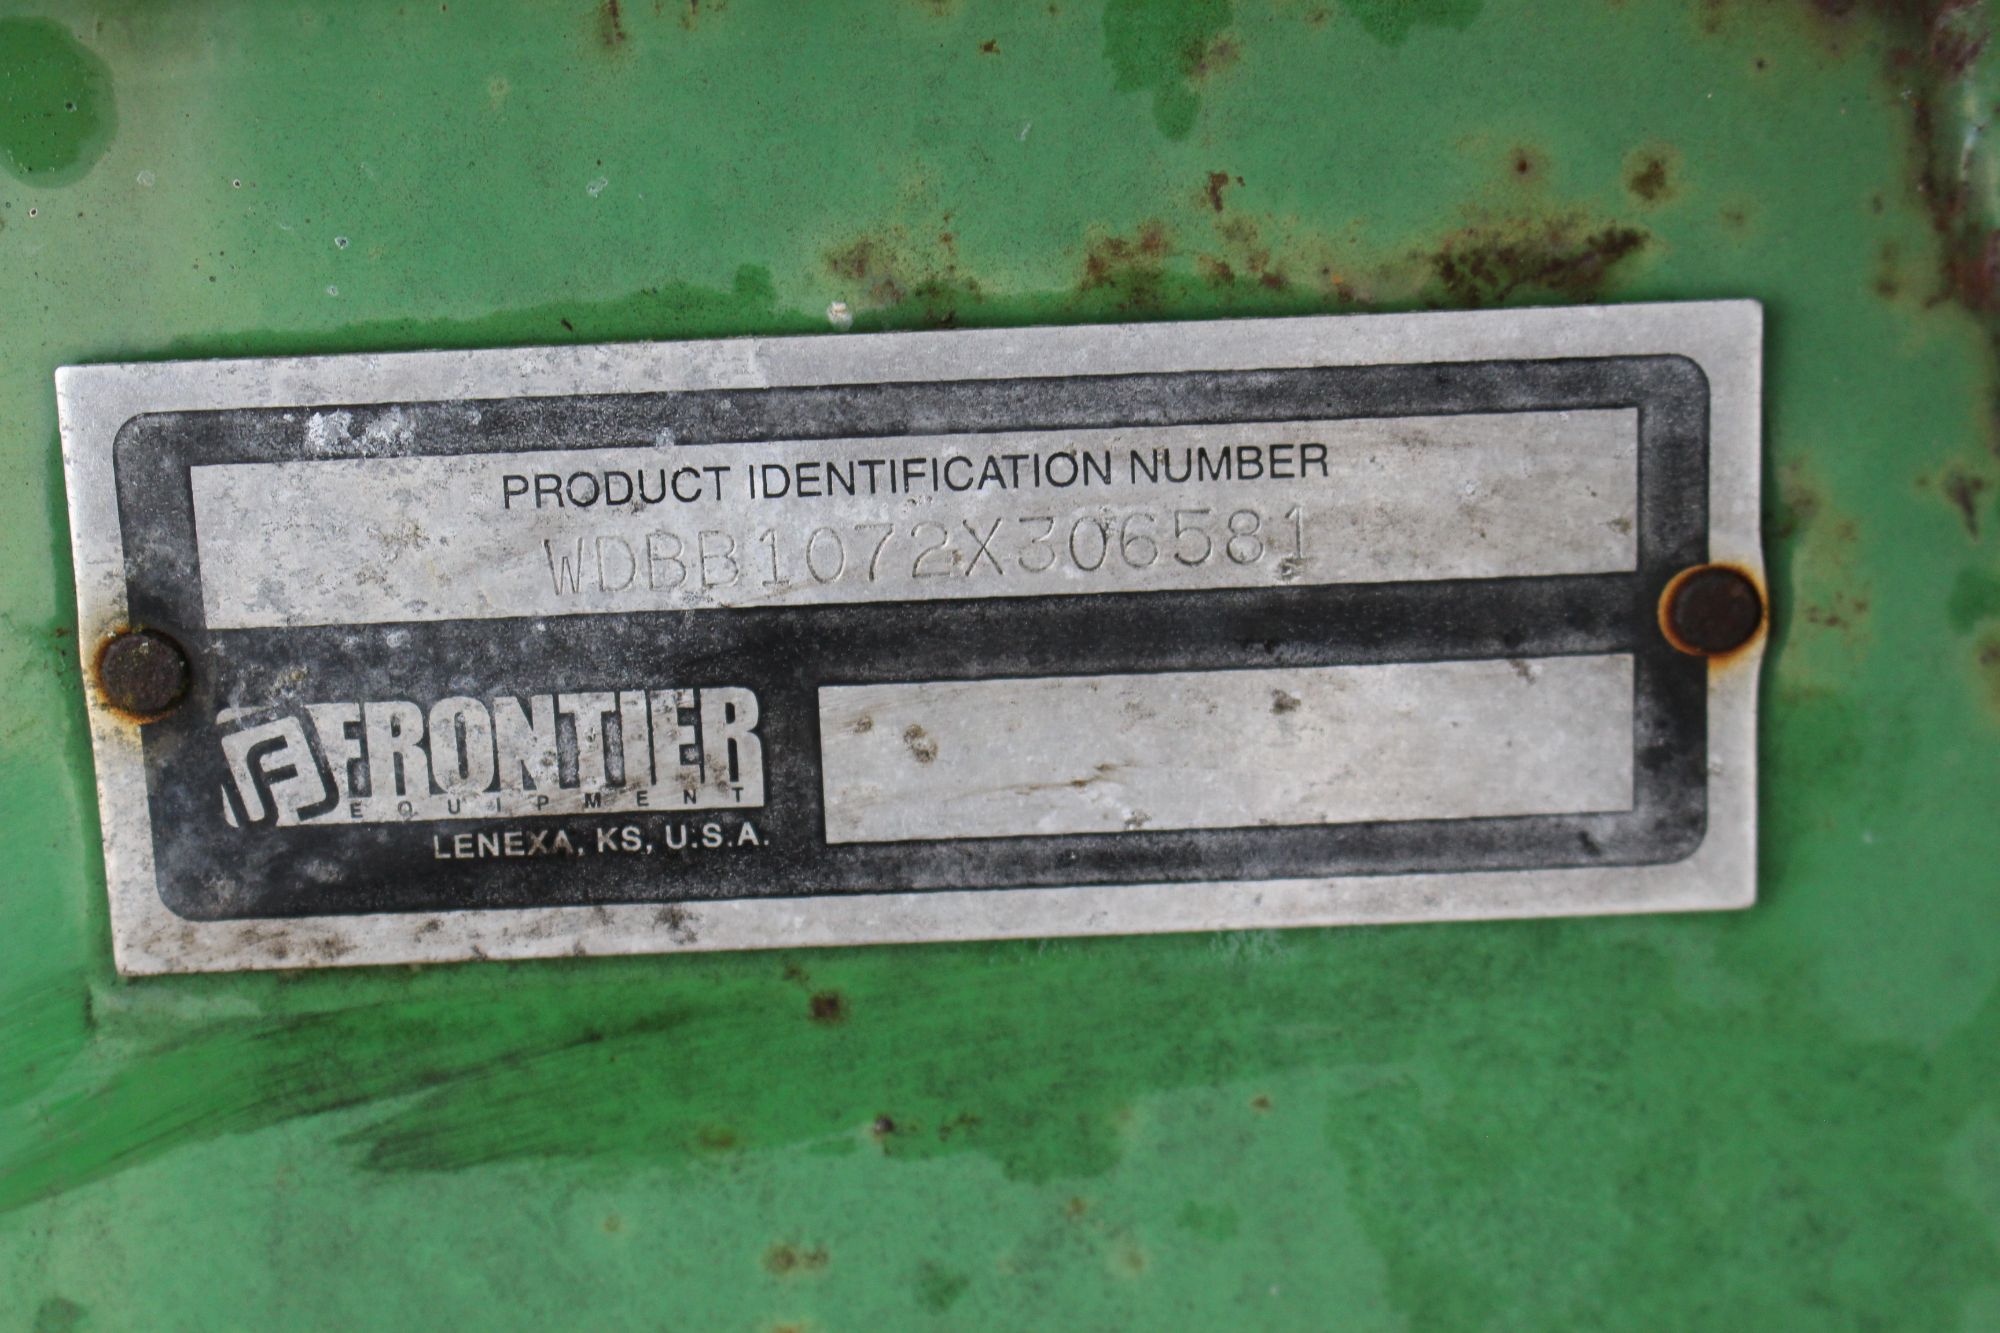 PRODUCT IDENTIFICATION NUMBER
WDBB1072X306581
F FRONTIER
EQUIPMENT
LENEXA, KS, U.S.A.